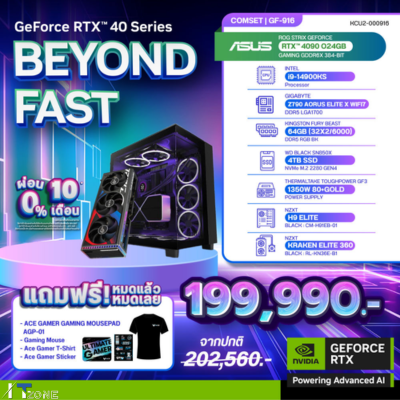 GeForce RTX™ 40 Series
BEYOND
FAST
ผ่อน
0%
10
เดือน
COMSET | GF-916
HCU2-000916
ASUS
ROG STRIX GEFORCE
RTX™ 4090 O24GB
GAMING GDDR6X 384-BIT
INTEL
i9-14900KS
Processor
GIGABYTE
Z790 AORUS ELITE X WIFI7
DDR5 LGA1700
KINGSTON FURY BEAST
64GB (32X2/6000)
DDR5 RGB BH
WD BLACK SN850X
4TB SSD
NVMe M.2 2280 GEN4
THERMALTAKE TOUGHPOWER GF3
1350W 80+GOLD
POWER SUPPLY
NZXT
H9 ELITE
BLACK : CM-H91EB-01
NZXT
KRAKEN ELITE 360
BLACK : RL-KN36E-B1
แถมฟรี! หมดแล้ว
หมดเลย
- ACE GAMER GAMING MOUSEPAD
AGP-01
- Gaming Mouse
- Ace Gamer T-Shirt
- Ace Gamer Sticker
ULTIMATE
GAMER
199,990.-
จากปกติ
202,560.-
NVIDIA
GEFORCE
RTX
Powering Advanced AI
IT ZONE